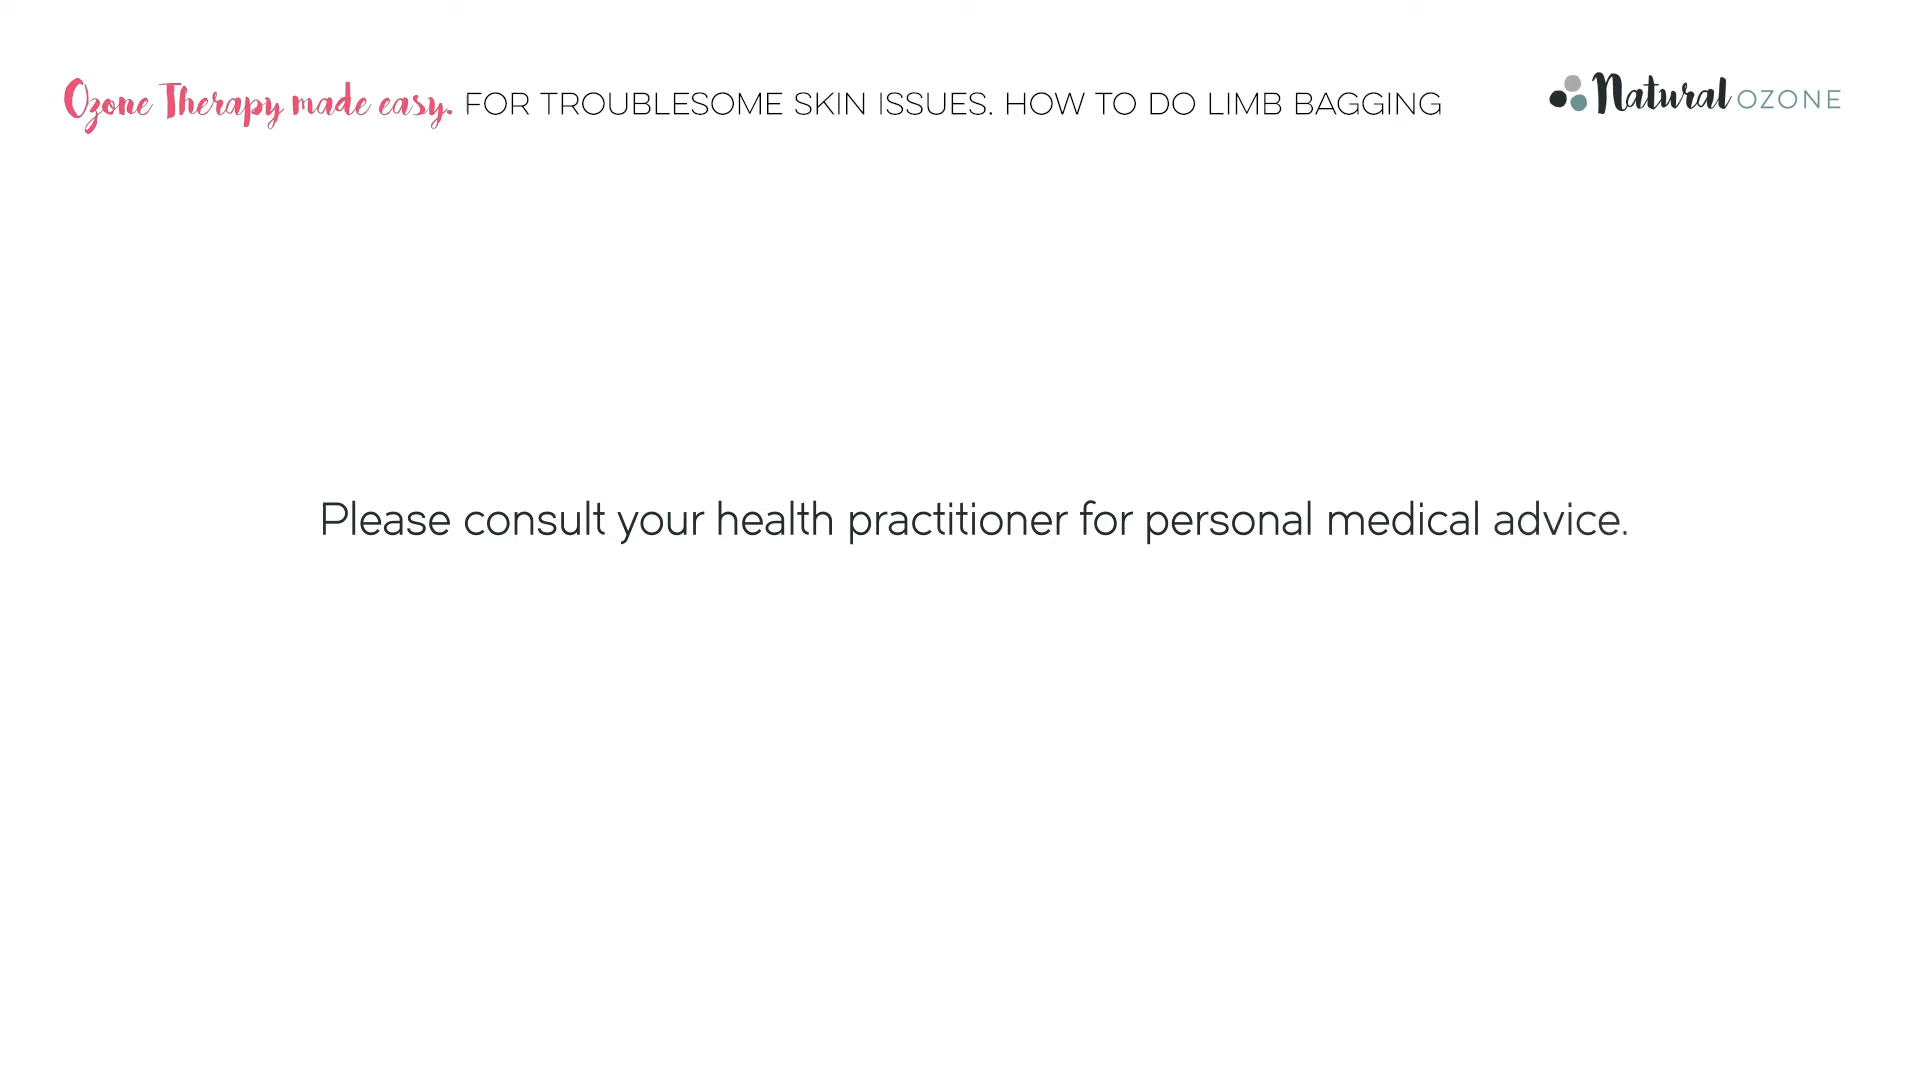 Ozone Therapy made easy. FOR TROUBLESOME SKIN ISSUES. HOW TO DO LIMB BAGGING
Natural OZONE
Please consult your health practitioner for personal medical advice.